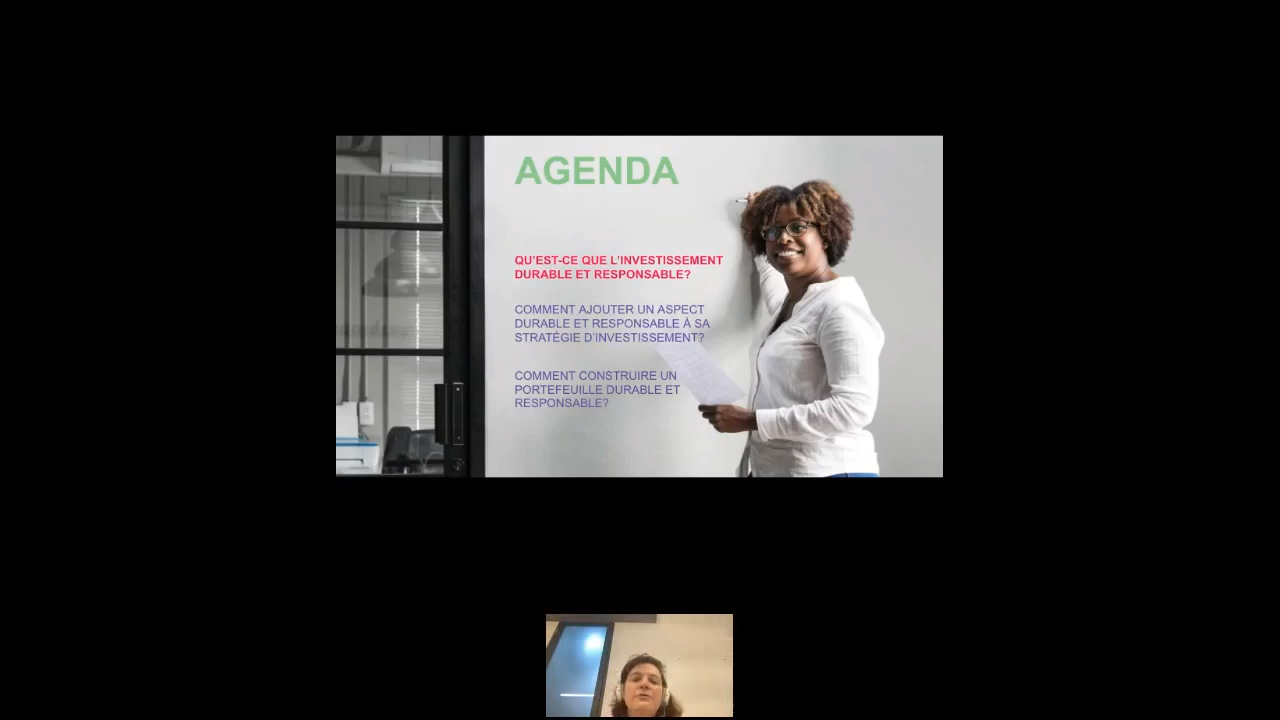 AGENDA
QU'EST-CE QUE L'INVESTISSEMENT
DURABLE ET RESPONSABLE?
COMMENT AJOUTER UN ASPECT
DURABLE ET RESPONSABLE À SA
STRATÉGIE D'INVESTISSEMENT?
COMMENT CONSTRUIRE UN
PORTEFEUILLE DURABLE ET
RESPONSABLE?